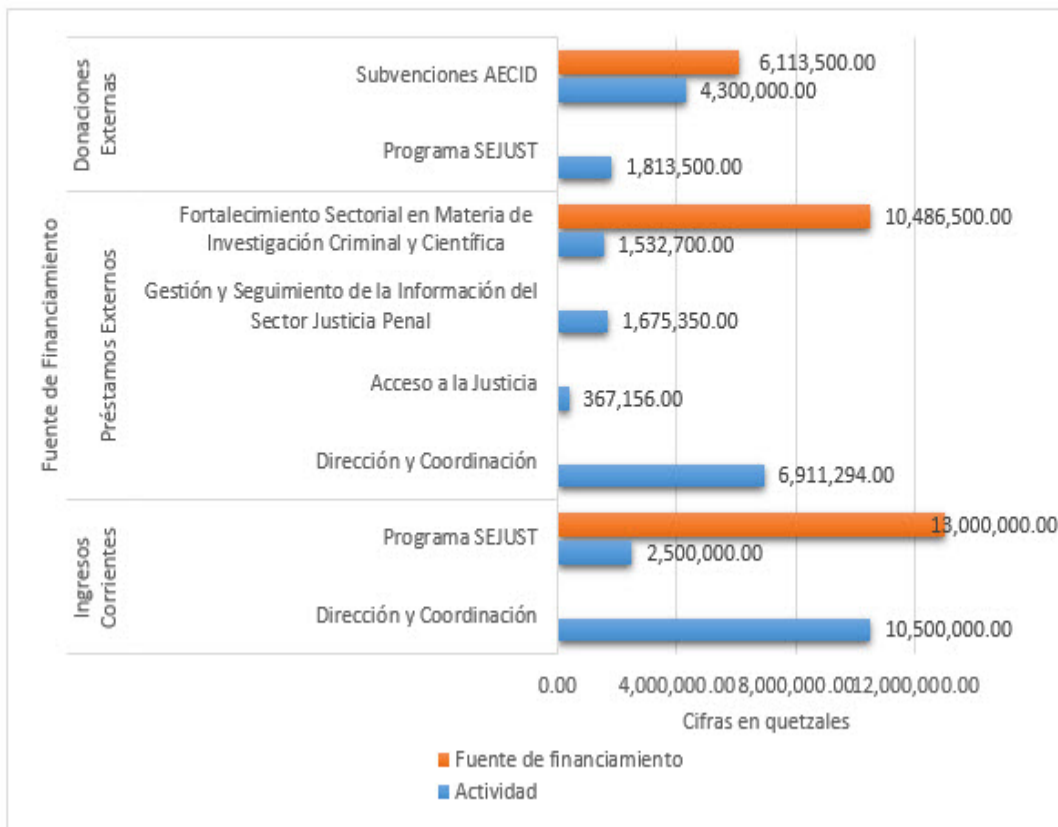 Fuente de Financiamiento
Donaciones
Externas
Subvenciones AECID
6,113,500.00
4,300,000.00
Programa SEJUST
1,813,500.00
Préstamos Externos
Fortalecimiento Sectorial en Materia de
Investigación Criminal y Científica
10,486,500.00
1,532,700.00
Gestión y Seguimiento de la Información del
Sector Justicia Penal
1,675,350.00
Acceso a la Justicia
367,156.00
Dirección y Coordinación
6,911,294.00
Ingresos
Corrientes
Programa SEJUST
13,000,000.00
2,500,000.00
Dirección y Coordinación
10,500,000.00
0.00 4,000,000.00 8,000,000.00 12,000,000.00
Cifras en quetzales
Fuente de financiamiento
Actividad